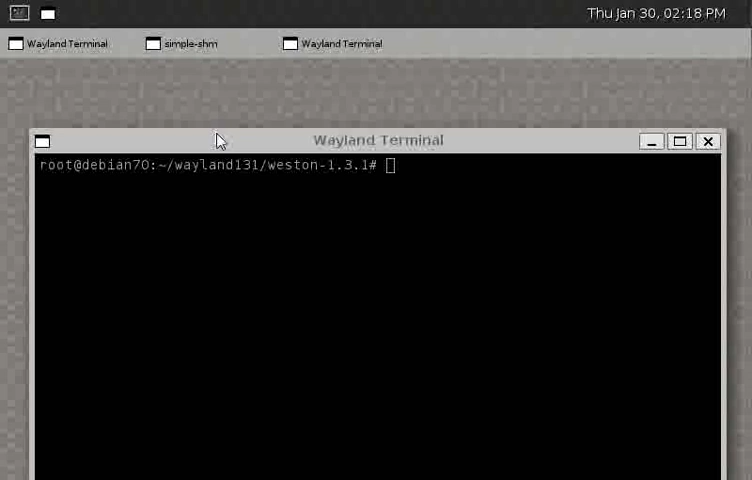 Thu Jan 30, 02:18 PM
Wayland Terminal simple-shm Wayland Terminal
Wayland Terminal
root@debian70:~/wayland131/weston-1.3.1#